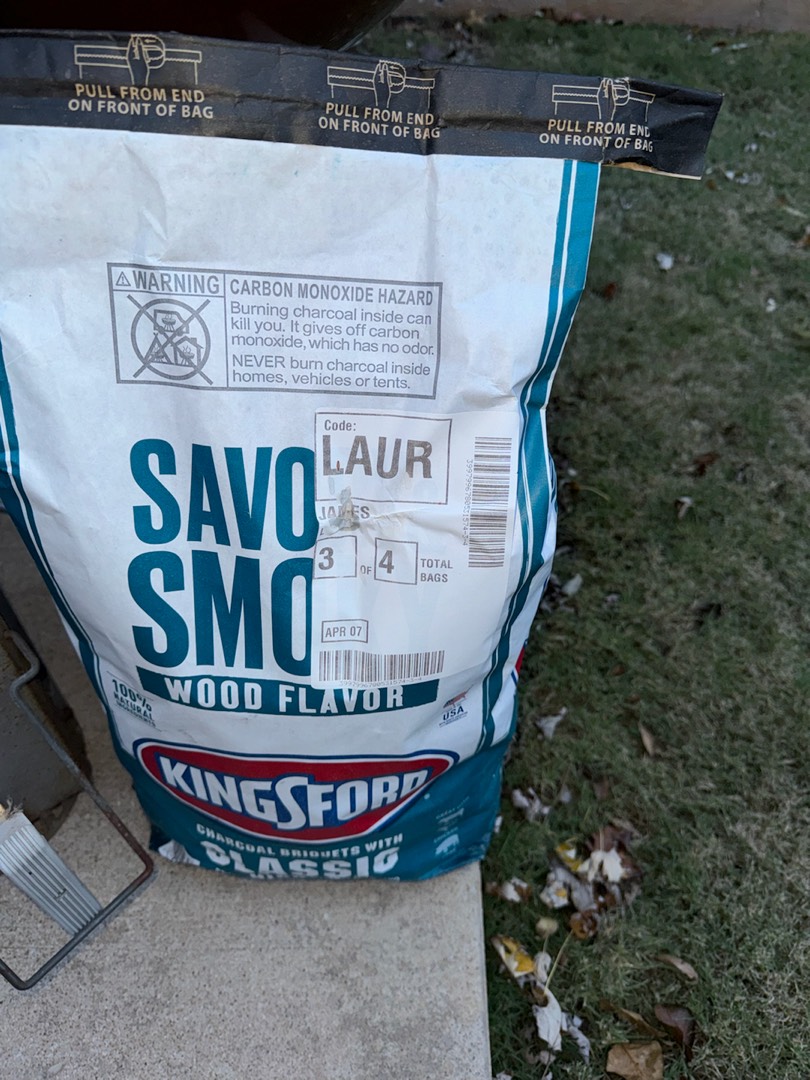 PULL FROM END
ON FRONT OF BAG
PULL FROM END
ON FRONT OF BAG
PULL FROM END
ON FRONT OF BAG
WARNING
CARBON MONOXIDE HAZARD
Burning charcoal inside can
kill you. It gives off carbon
monoxide, which has no odor.
NEVER burn charcoal inside
homes, vehicles or tents.
Code:
LAUR
JAMES
3 OF 4 TOTAL
BAGS
APR 07
SAVO
SMO
WOOD FLAVOR
100%
NATURAL
USA
KINGSFORD
CHARCOAL BRIQUETS WITH
CLASSIC